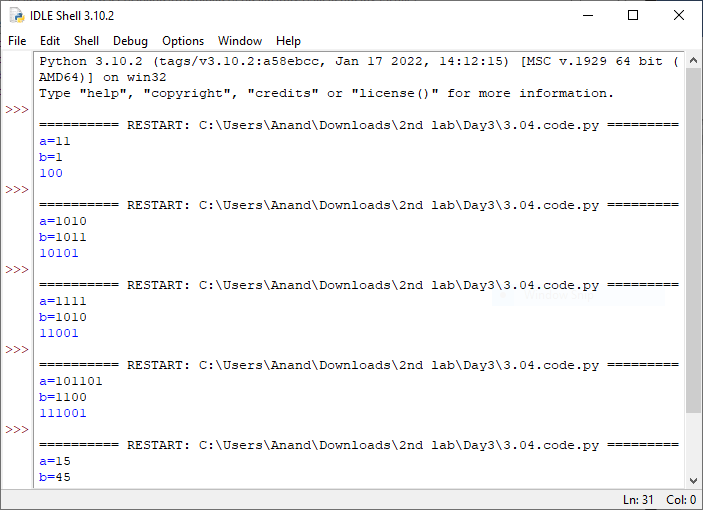 IDLE Shell 3.10.2
File Edit Shell Debug Options Window Help
Python 3.10.2 (tags/v3.10.2:a58ebcc, Jan 17 2022, 14:12:15) [MSC v.1929 64 bit (
AMD64)] on win32
Type "help", "copyright", "credits" or "license()" for more information.
>>>
========== RESTART: C:\Users\Anand\Downloads\2nd lab\Day3\3.04.code.py =========
a=11
b=1
100
>>>
========== RESTART: C:\Users\Anand\Downloads\2nd lab\Day3\3.04.code.py =========
a=1010
b=1011
10101
>>>
========== RESTART: C:\Users\Anand\Downloads\2nd lab\Day3\3.04.code.py =========
a=1111
b=1010
11001
>>>
========== RESTART: C:\Users\Anand\Downloads\2nd lab\Day3\3.04.code.py =========
a=101101
b=1100
111001
>>>
========== RESTART: C:\Users\Anand\Downloads\2nd lab\Day3\3.04.code.py =========
a=15
b=45
Ln: 31 Col: 0